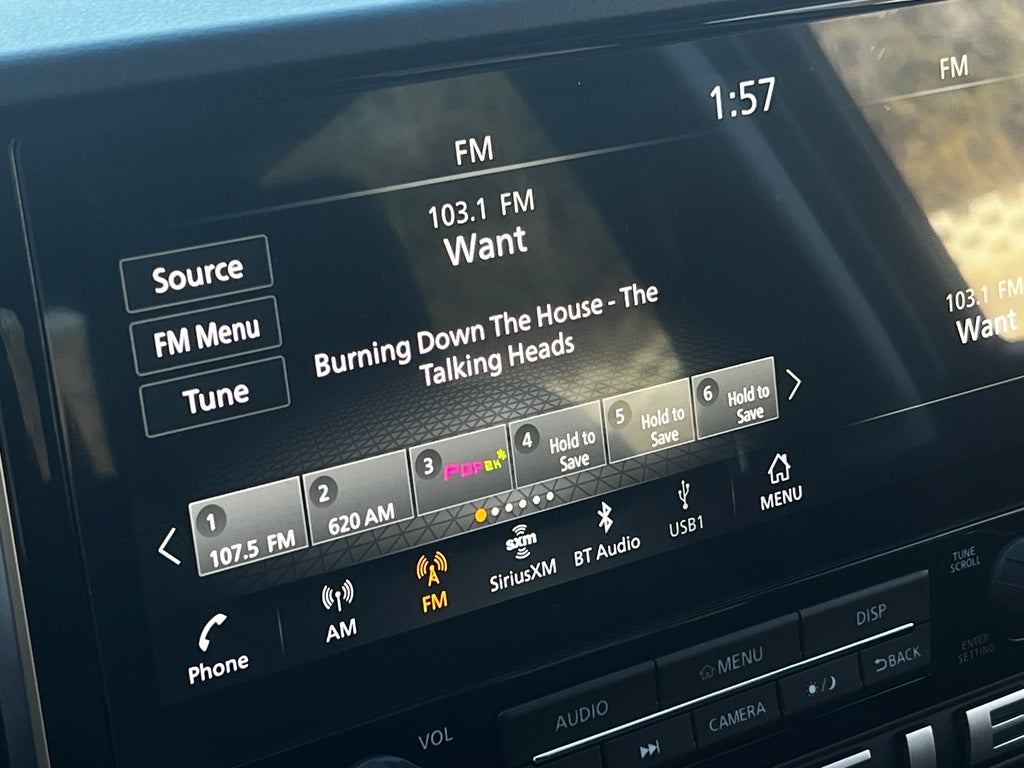 FM
1:57
FM
103.1 FM
Want
Source
FM Menu
Tune
Burning Down The House - The
Talking Heads
103.1 FM
Want
1
107.5 FM
2
620 AM
3
POP2K
4
Hold to
Save
5
Hold to
Save
6
Hold to
Save
Phone
AM
FM
sxm
SiriusXM
BT Audio
USB1
MENU
TUNE
SCROLL
VOL
AUDIO
MENU
DISP
CAMERA
BACK
ENTER
SETTING